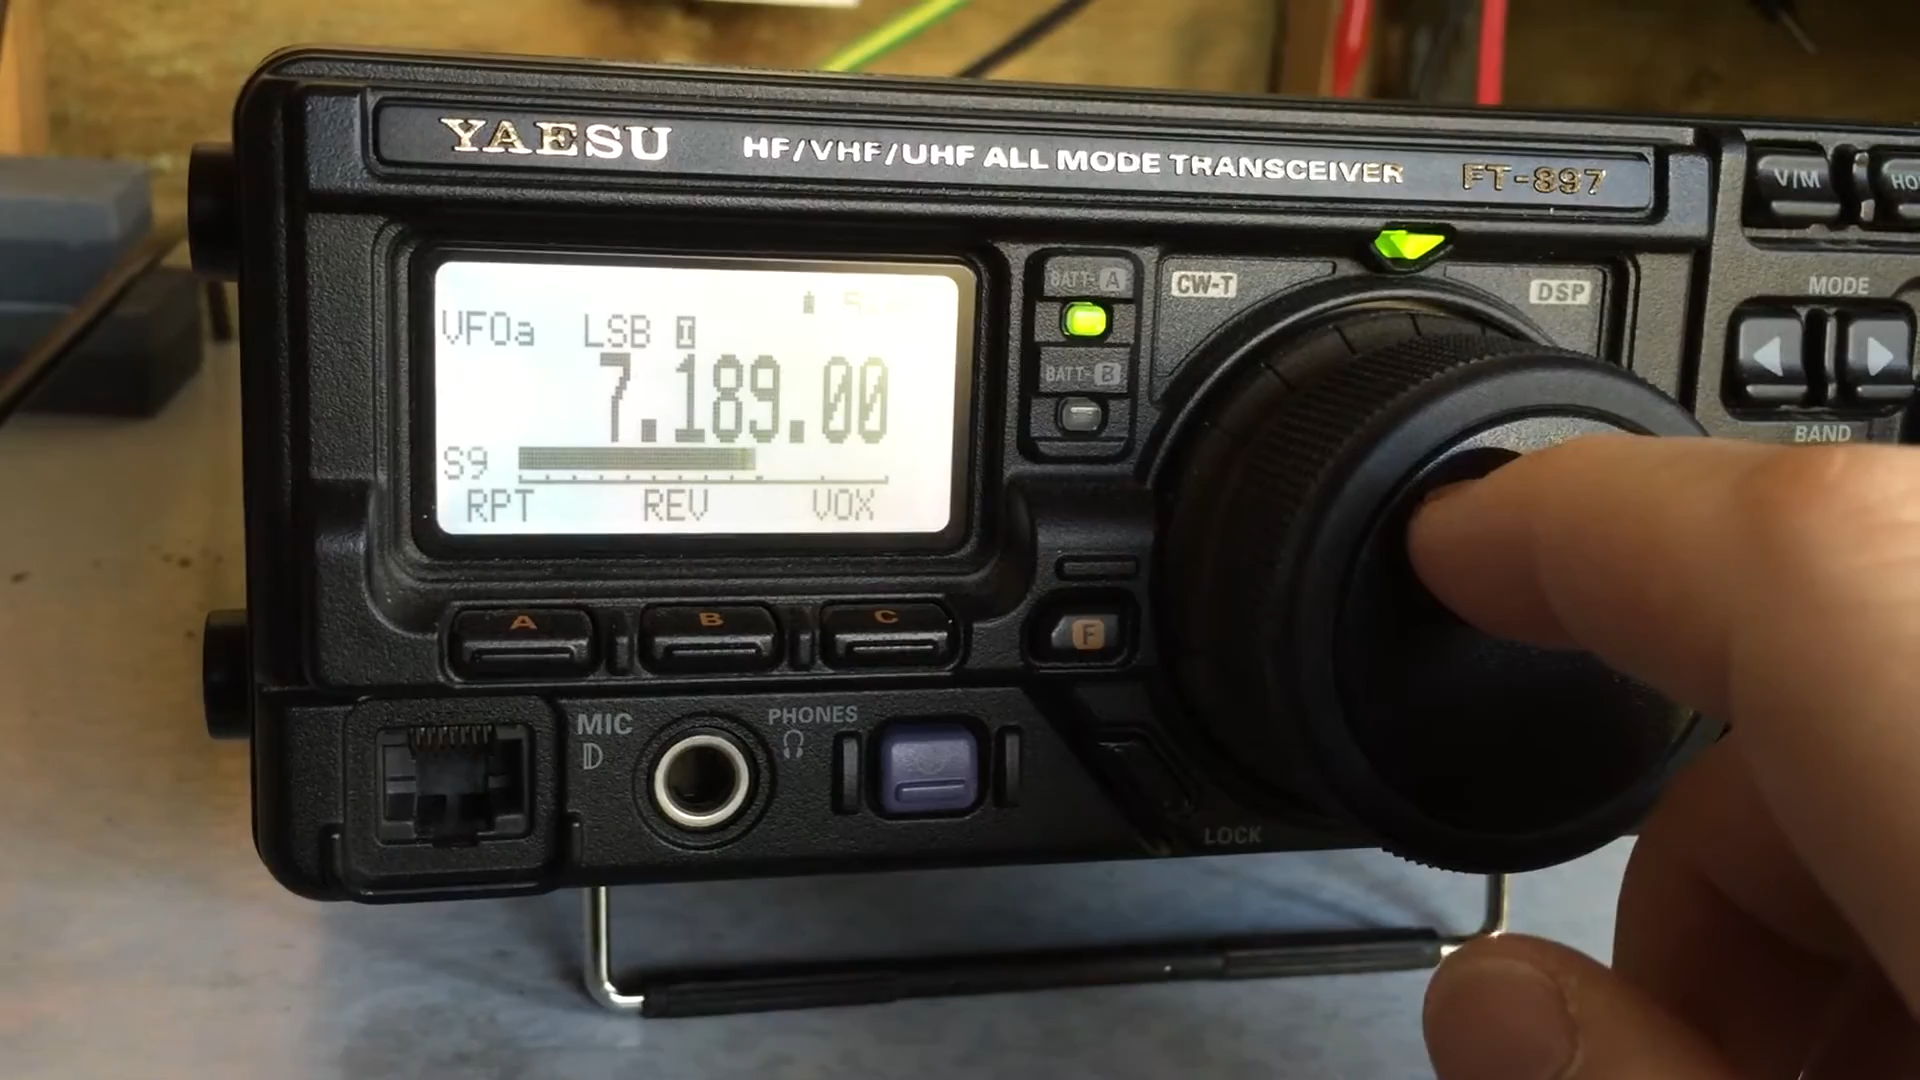 YAESU HF/VHF/UHF ALL MODE TRANSCEIVER FT-897
V/M
BATT-A
CW-T
DSP
MODE
VFOa LSB I
7.189.00
BATT-B
BAND
S9
RPT REV VOX
A B C F
MIC PHONES
LOCK